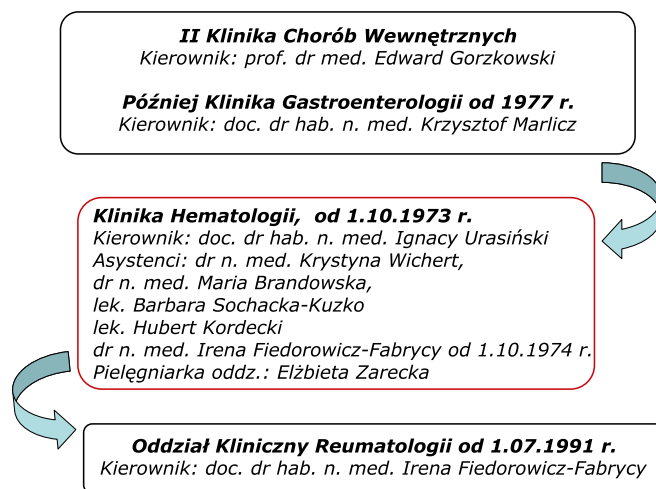 II Klinika Chorób Wewnętrznych
Kierownik: prof. dr med. Edward Gorzkowski
Później Klinika Gastroenterologii od 1977 r.
Kierownik: doc. dr hab. n. med. Krzysztof Marlicz
Klinika Hematologii, od 1.10.1973 r.
Kierownik: doc. dr hab. n. med. Ignacy Urasiński
Asystenci: dr n. med. Krystyna Wichert,
dr n. med. Maria Brandowska,
lek. Barbara Sochacka-Kuzko
lek. Hubert Kordecki
dr n. med. Irena Fiedorowicz-Fabrycy od 1.10.1974 r.
Pielęgniarka oddz.: Elżbieta Zarecka
Oddział Kliniczny Reumatologii od 1.07.1991 r.
Kierownik: doc. dr hab. n. med. Irena Fiedorowicz-Fabrycy